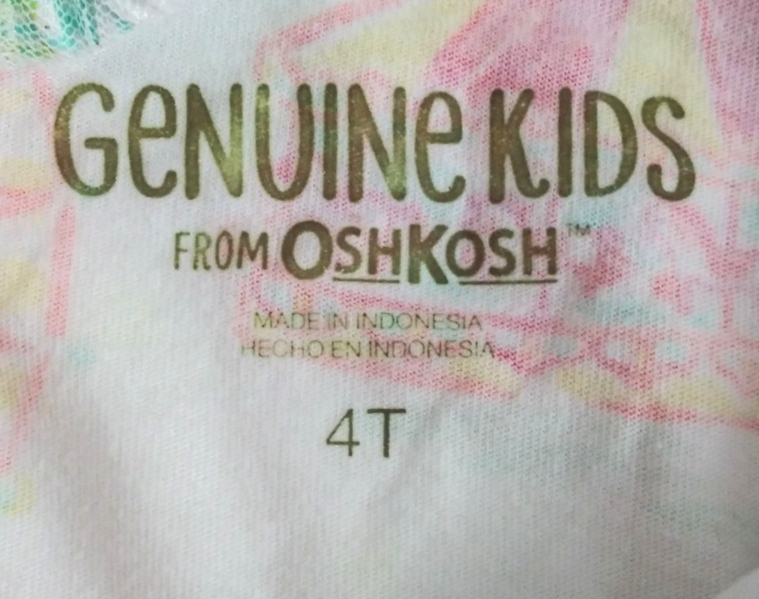 GeNUINe KIDS
FROM OSHKOSH™
MADE IN INDONESIA
HECHO EN INDONESIA
4T